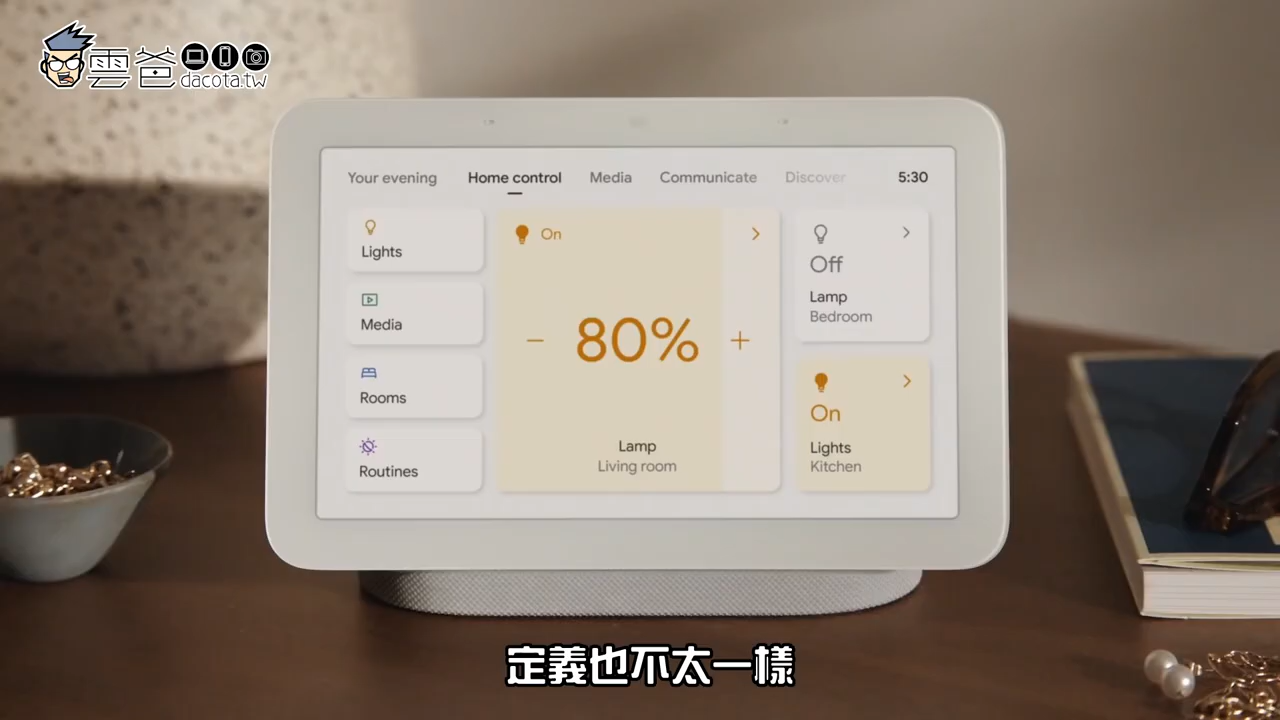 雲爸
dacota.tw
Your evening
Home control
Media
Communicate
Discover
5:30
Lights
Media
Rooms
Routines
On
80%
Lamp
Living room
Off
Lamp
Bedroom
On
Lights
Kitchen
定義也不太一樣